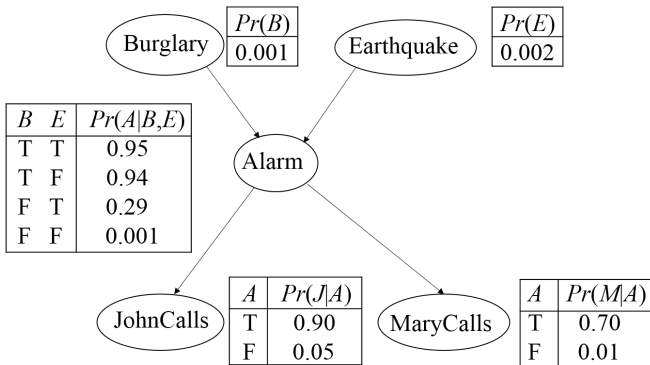 Burglary
Pr(B)
0.001
Earthquake
Pr(E)
0.002
B E Pr(A|B,E)
T T 0.95
T F 0.94
F T 0.29
F F 0.001
Alarm
JohnCalls
A Pr(J|A)
T 0.90
F 0.05
MaryCalls
A Pr(M|A)
T 0.70
F 0.01